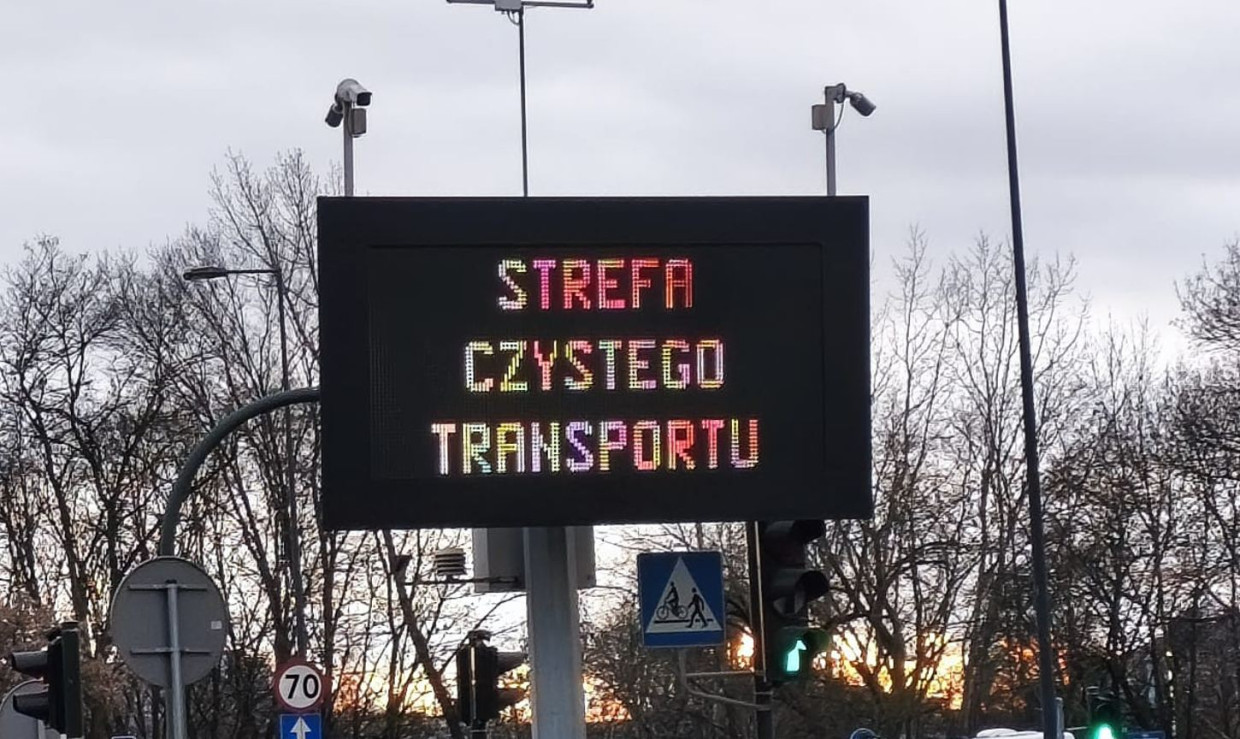 STREFA
CZYSTEGO
TRANSPORTU
70